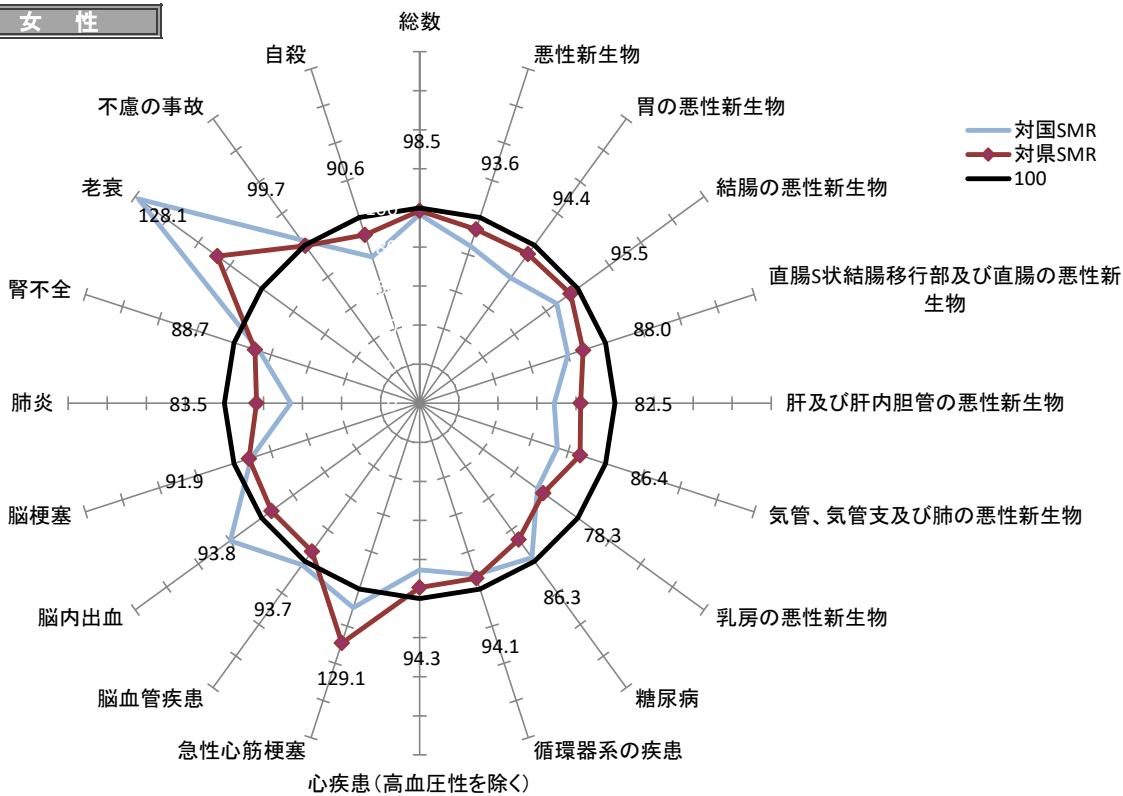 女 性
総数
自殺
悪性新生物
不慮の事故
胃の悪性新生物
対国SMR
対県SMR
100
98.5
90.6
93.6
老衰
99.7
94.4
結腸の悪性新生物
128.1
95.5
腎不全
直腸S状結腸移行部及び直腸の悪性新
生物
88.7
88.0
肺炎
83.5
82.5
肝及び肝内胆管の悪性新生物
脳梗塞
91.9
86.4
気管、気管支及び肺の悪性新生物
脳内出血
93.8
78.3
乳房の悪性新生物
脳血管疾患
93.7
86.3
糖尿病
急性心筋梗塞
129.1
94.3
94.1
循環器系の疾患
心疾患(高血圧性を除く)